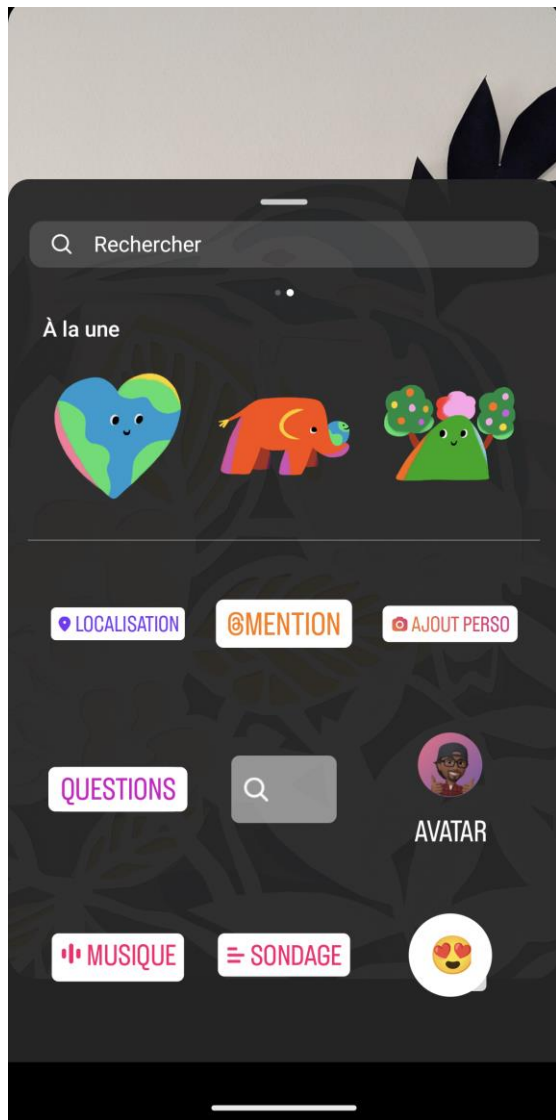 Rechercher
À la une
LOCALISATION
@MENTION
AJOUT PERSO
QUESTIONS
AVATAR
MUSIQUE
SONDAGE